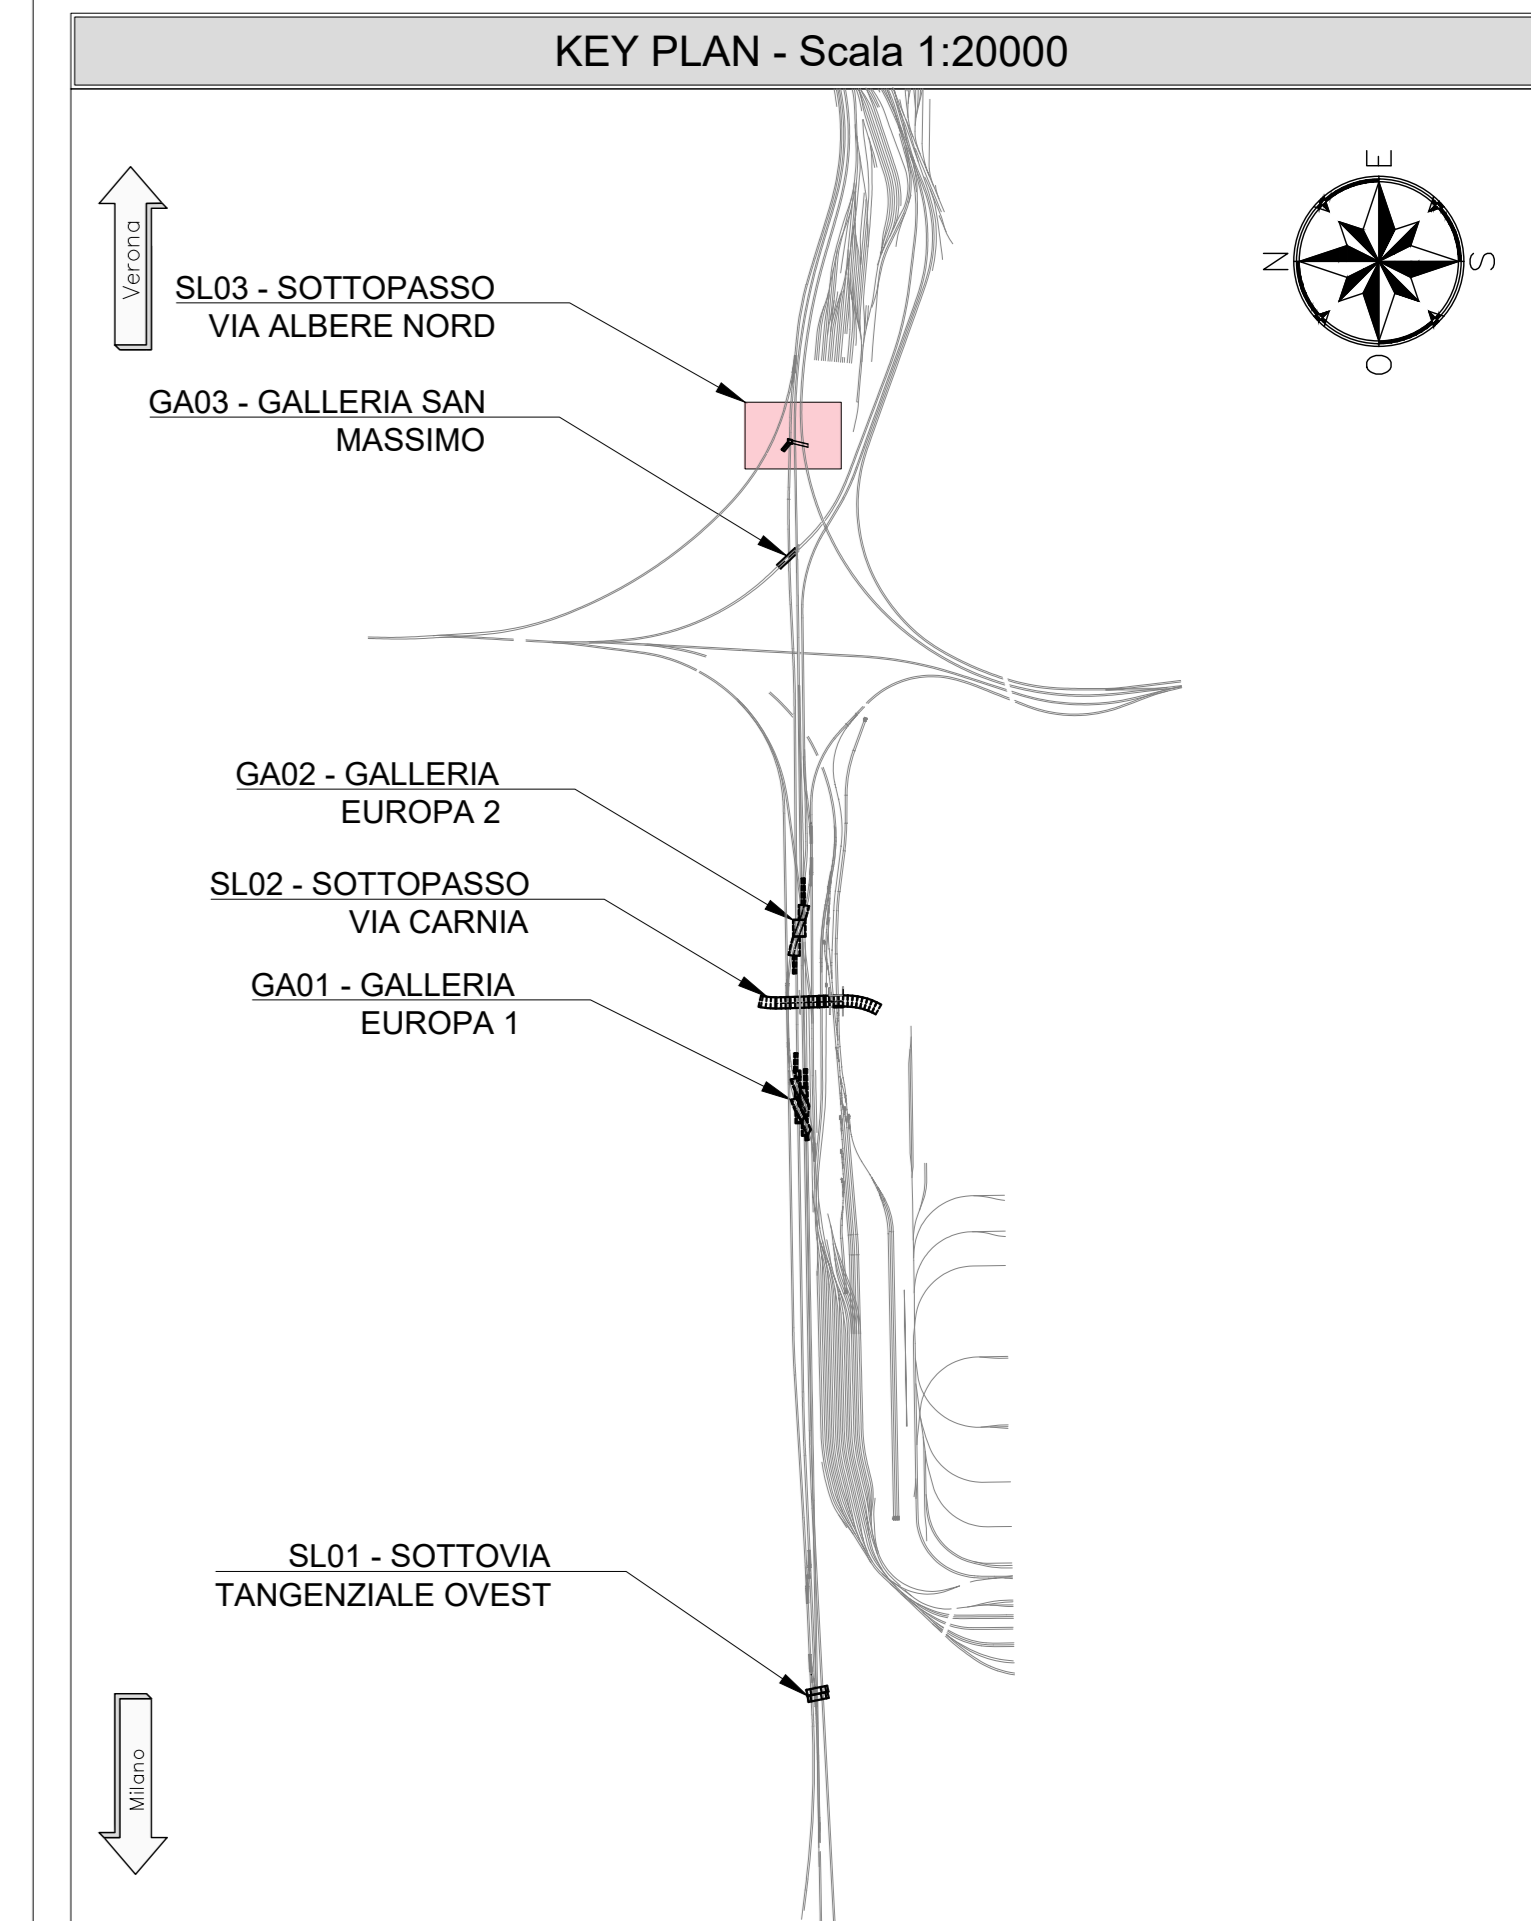 KEY PLAN - Scala 1:20000
E
N
S
O
Verona
SL03 - SOTTOPASSO
VIA ALBERE NORD
GA03 - GALLERIA SAN
MASSIMO
GA02 - GALLERIA
EUROPA 2
SL02 - SOTTOPASSO
VIA CARNIA
GA01 - GALLERIA
EUROPA 1
SL01 - SOTTOVIA
TANGENZIALE OVEST
Milano